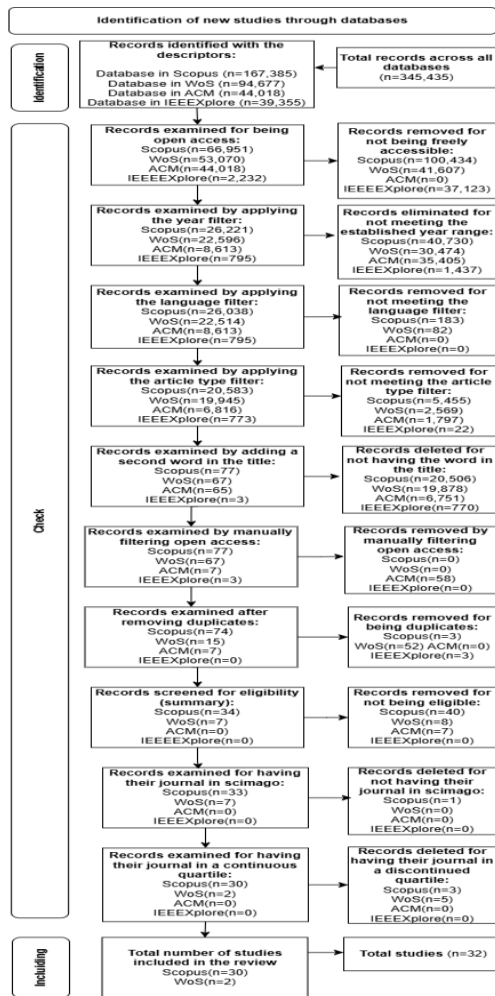 Identification of new studies through databases
Identification
Records identified with the
descriptors:
Database in Scopus (n=167,385)
Database in WoS (n=94,677)
Database in ACM (n=44,018)
Database in IEEEXplore (n=39,355)
Total records across all
databases
(n=345,435)
Check
Records examined for being
open access:
Scopus(n=66,951)
WoS(n=53,070)
ACM(n=44,018)
IEEEEXplore(n=2,232)
Records removed for
not being freely
accessible:
Scopus(n=100,434)
WoS(n=41,607)
ACM(n=0)
IEEEXplore(n=37,123)
Records examined by applying
the year filter:
Scopus(n=26,221)
WoS(n=22,596)
ACM(n=8,613)
IEEEXplore(n=795)
Records eliminated for
not meeting the
established year range:
Scopus(n=40,730)
WoS(n=30,474)
ACM(n=35,405)
IEEEXplore(n=1,437)
Records examined by applying
the language filter:
Scopus(n=26,038)
WoS(n=22,514)
ACM(n=8,613)
IEEEXplore(n=795)
Records removed for
not meeting the
language filter:
Scopus(n=183)
WoS(n=82)
ACM(n=0)
IEEEXplore(n=0)
Records examined by applying
the article type filter:
Scopus(n=20,583)
WoS(n=19,945)
ACM(n=6,816)
IEEEXplore(n=773)
Records removed for not
meeting the article
type filter:
Scopus(n=5,455)
WoS(n=2,569)
ACM(n=1,797)
IEEEXplore(n=22)
Records examined by adding a
second word in the title:
Scopus(n=77)
WoS(n=67)
ACM(n=65)
IEEEXplore(n=3)
Records deleted for
not having the word in
the title:
Scopus(n=20,506)
WoS(n=19,878)
ACM(n=6,751)
IEEEXplore(n=770)
Records examined by manually
filtering open access:
Scopus(n=77)
WoS(n=67)
ACM(n=7)
IEEEXplore(n=3)
Records removed by
manually filtering
open access:
Scopus(n=0)
WoS(n=0)
ACM(n=58)
IEEEXplore(n=0)
Records examined after
removing duplicates:
Scopus(n=74)
WoS(n=15)
ACM(n=7)
IEEEXplore(n=0)
Records removed for
being duplicates:
Scopus(n=3)
WoS(n=52) ACM(n=0)
IEEEXplore(n=3)
Records screened for eligibility
(summary):
Scopus(n=34)
WoS(n=7)
ACM(n=0)
IEEEEXplore(n=0)
Records removed for
not being eligible:
Scopus(n=40)
WoS(n=8)
ACM(n=7)
IEEEXplore(n=0)
Records examined for having
their journal in scimago:
Scopus(n=33)
WoS(n=7)
ACM(n=0)
IEEEXplore(n=0)
Records deleted for
not having their
journal in scimago:
Scopus(n=1)
WoS(n=0)
ACM(n=0)
IEEEXplore(n=0)
Records examined for having
their journal in a continuous
quartile:
Scopus(n=30)
WoS(n=2)
ACM(n=0)
IEEEXplore(n=0)
Records deleted for
having their journal in
a discontinued
quartile:
Scopus(n=3)
WoS(n=5)
ACM(n=0)
IEEEXplore(n=0)
Incluiding
Total number of studies
included in the review
Scopus(n=30)
WoS(n=2)
Total studies (n=32)